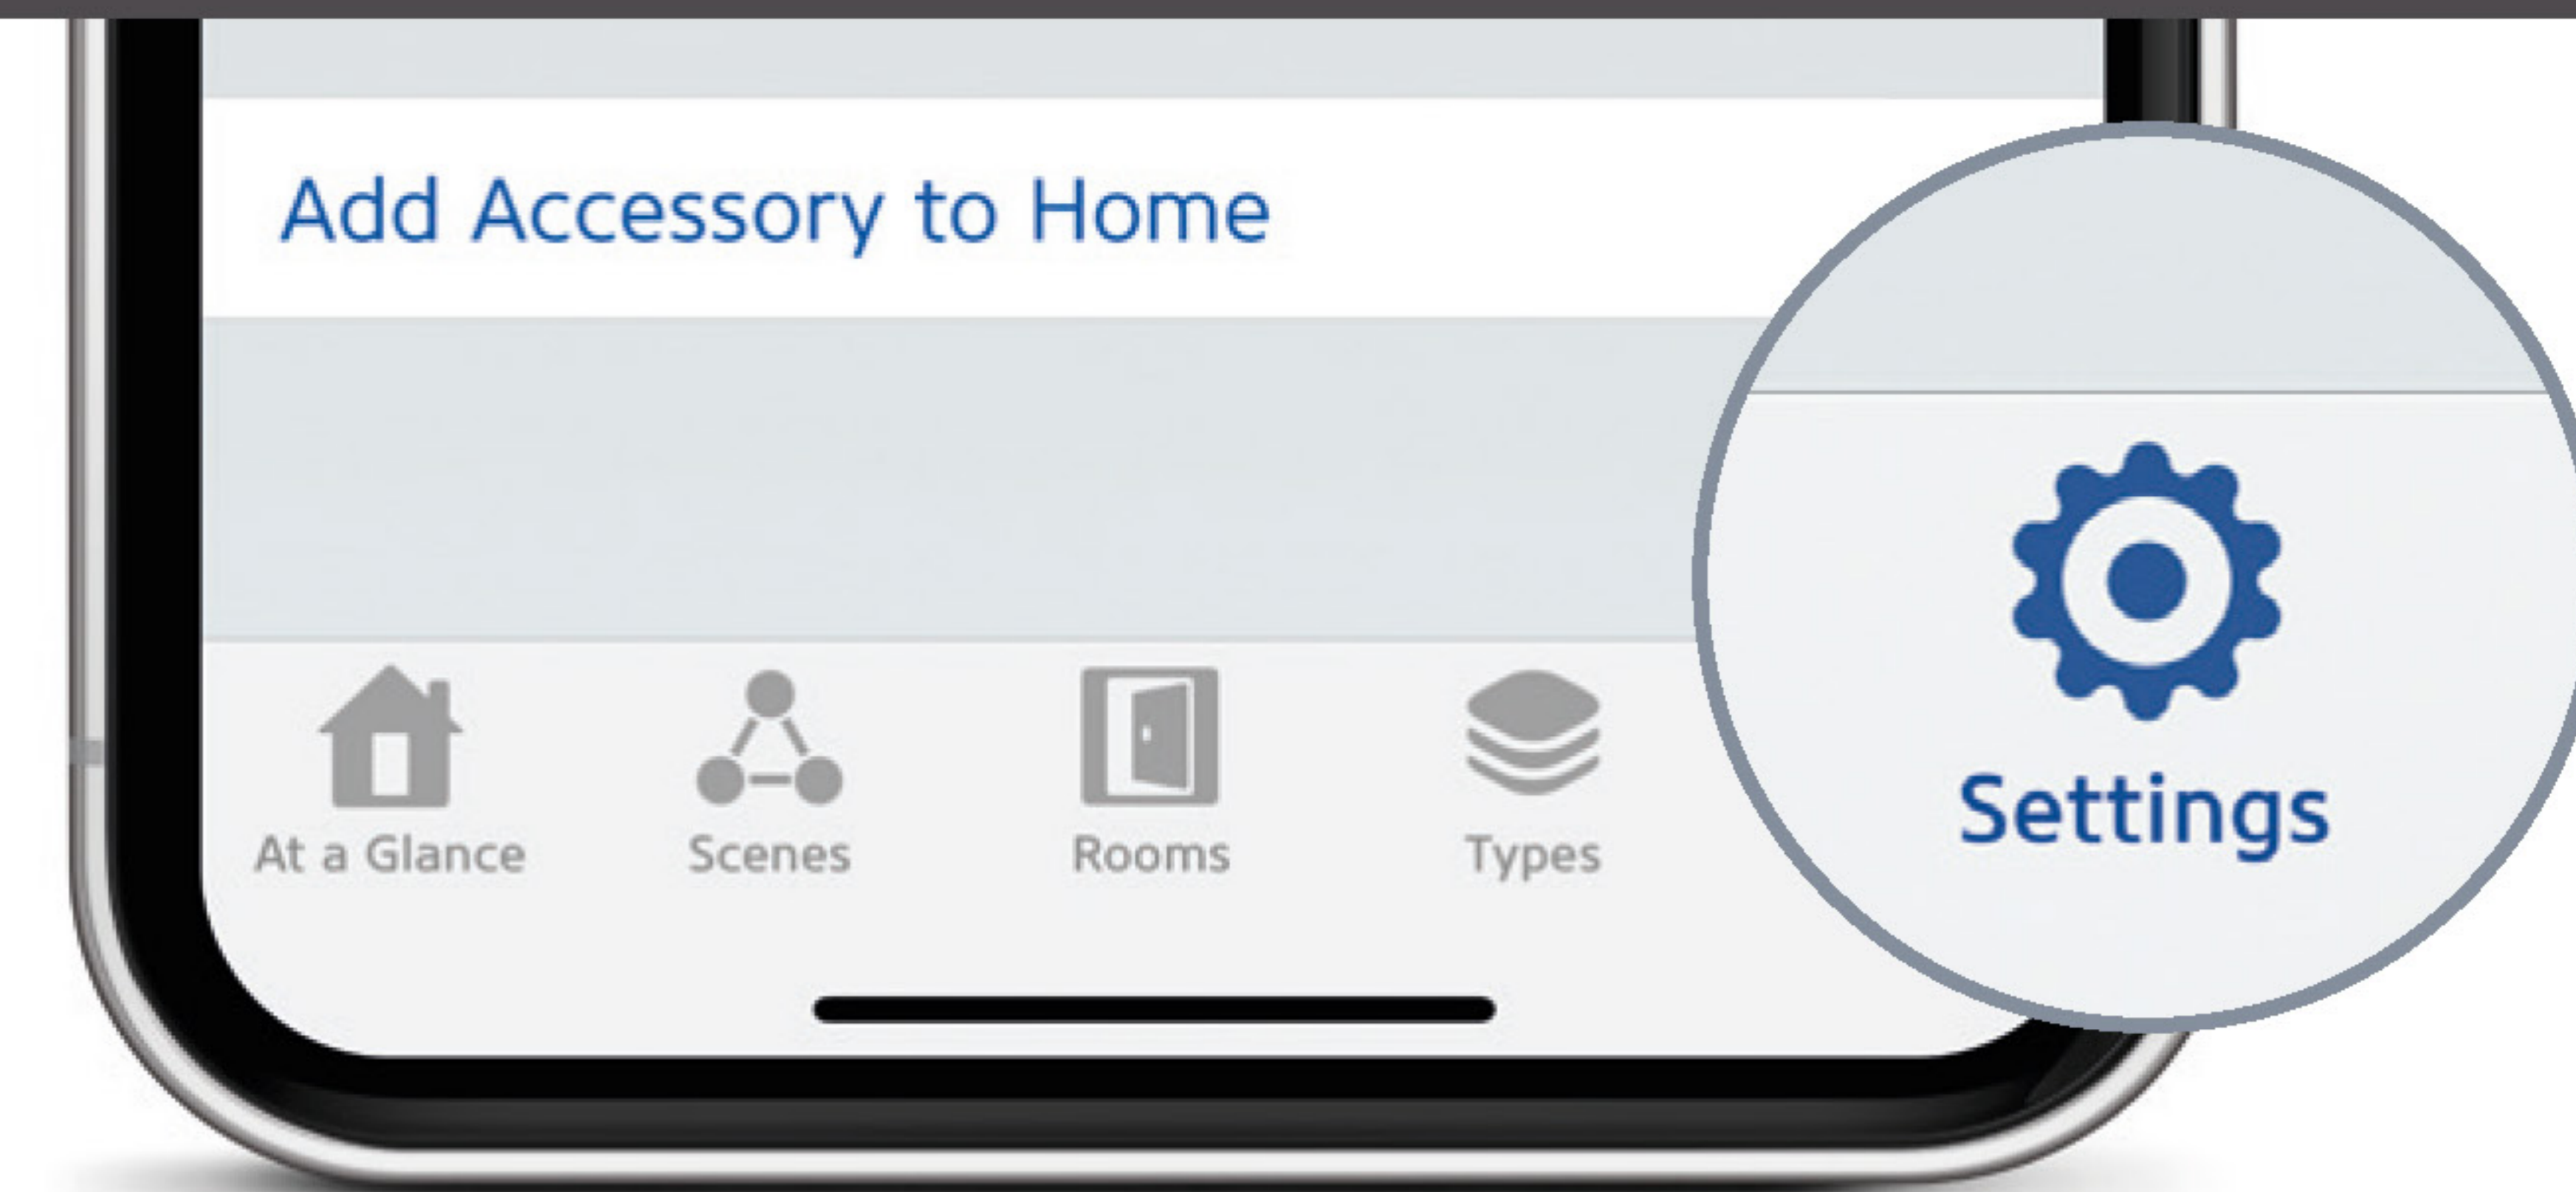 Add Accessory to Home
At a Glance
Scenes
Rooms
Types
Settings